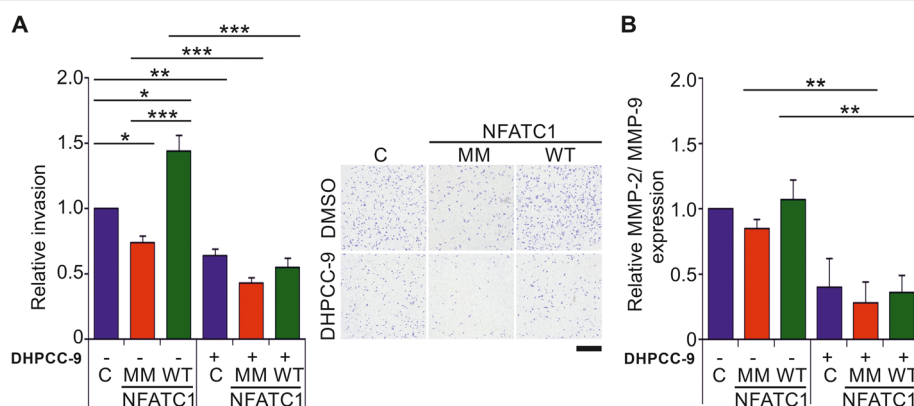 A
***
***
**
*
***
*
2.0
1.5
1.0
0.5
0
Relative invasion
DHPCC-9 - - - + + +
C MM WT C MM WT
NFATC1 NFATC1
NFATC1
C MM WT
DMSO
DHPCC-9
B
**
**
2.0
1.5
1.0
0.5
0
Relative MMP-2/ MMP-9
expression
DHPCC-9 - - - + + +
C MM WT C MM WT
NFATC1 NFATC1